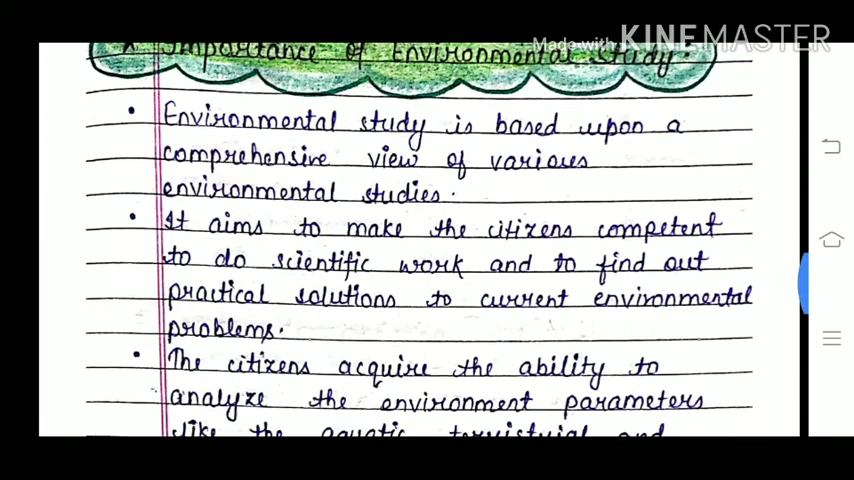 Made with KINEMASTER
* Importance of Environmental Study:
• Environmental study is based upon a
comprehensive view of various
environmental studies.
• It aims to make the citizens competent
to do scientific work and to find out
practical solutions to current environmental
problems.
• The citizens acquire the ability to
analyze the environment parameters
like the aquatic, and